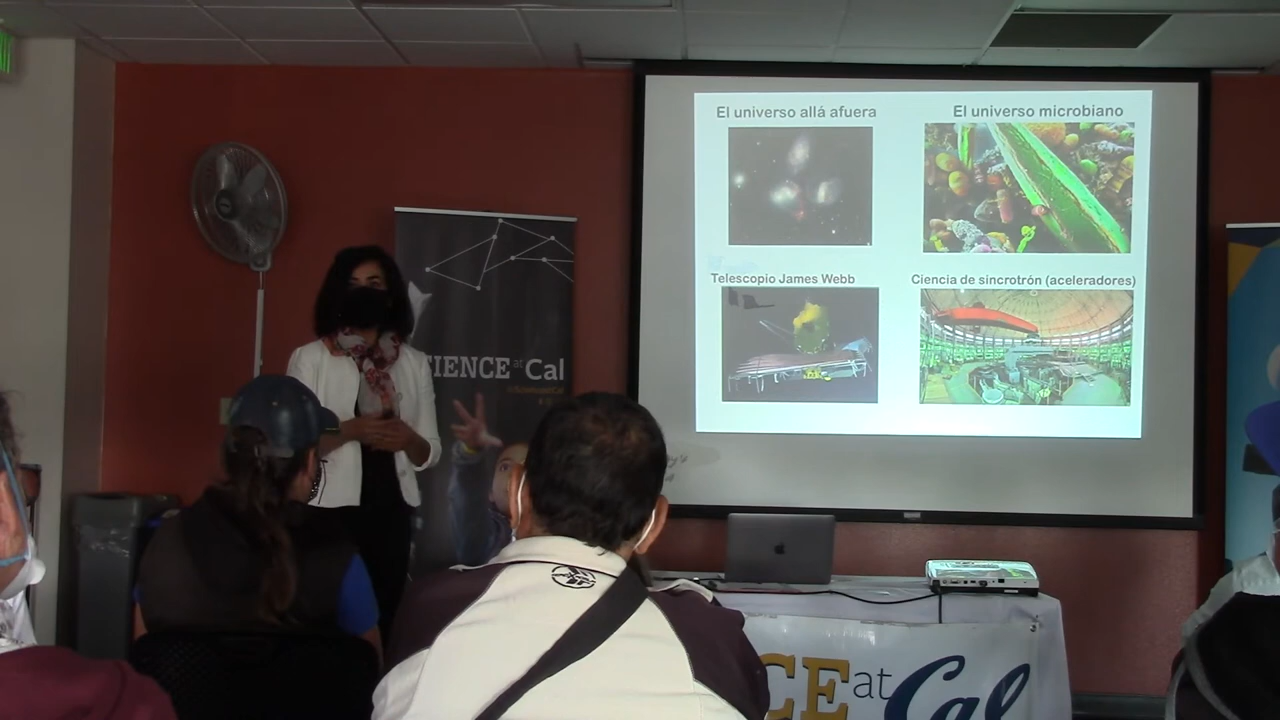 El universo allá afuera
El universo microbiano
Telescopio James Webb
Ciencia de sincrotrón (aceleradores)
IENCE at Cal
CE at Cal